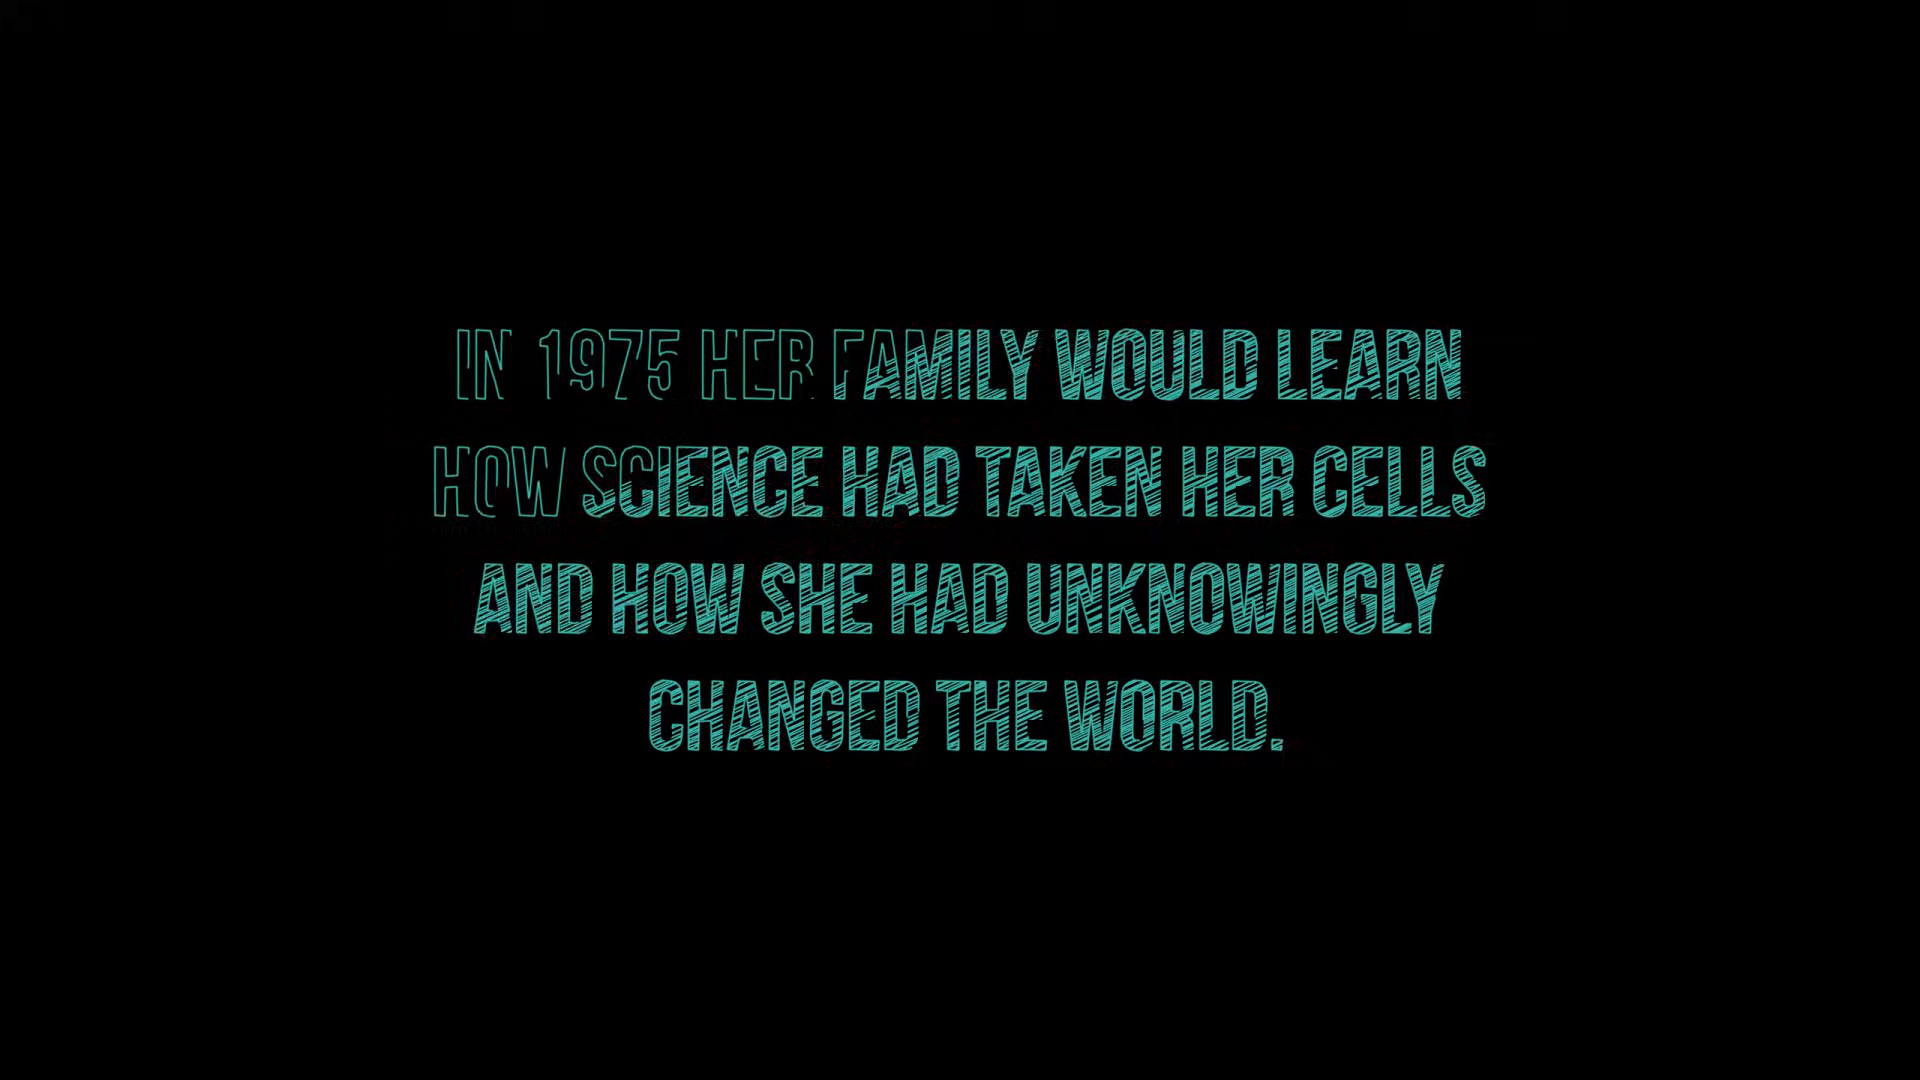 IN 1975 HER FAMILY WOULD LEARN
HOW SCIENCE HAD TAKEN HER CELLS
AND HOW SHE HAD UNKNOWINGLY
CHANGED THE WORLD.